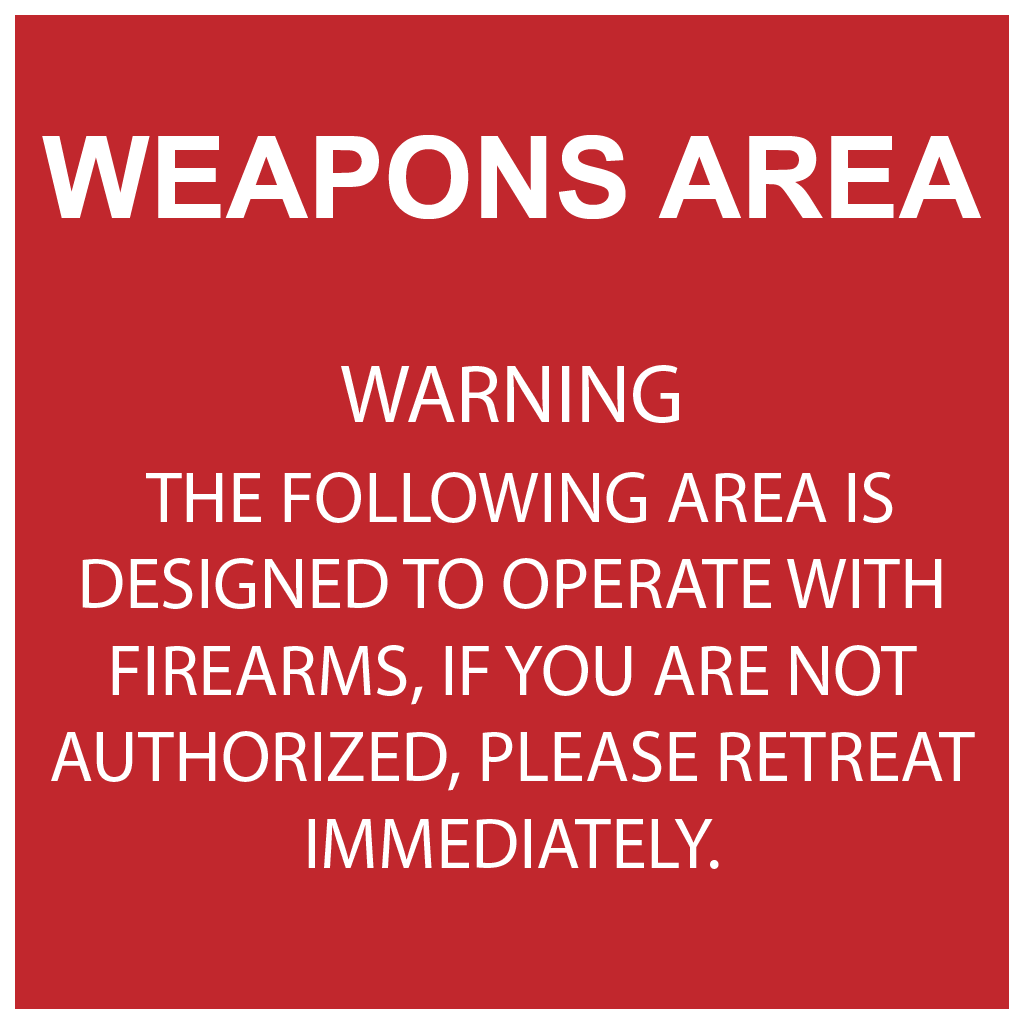 WEAPONS AREA
WARNING
THE FOLLOWING AREA IS
DESIGNED TO OPERATE WITH
FIREARMS, IF YOU ARE NOT
AUTHORIZED, PLEASE RETREAT
IMMEDIATELY.